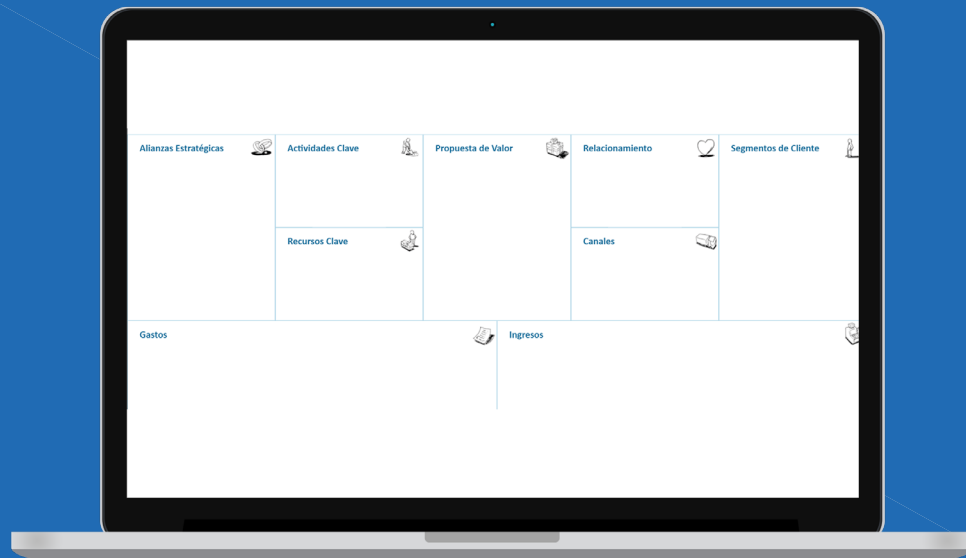 Alianzas Estratégicas
Actividades Clave
Propuesta de Valor
Relacionamiento
Segmentos de Cliente
Recursos Clave
Canales
Gastos
Ingresos